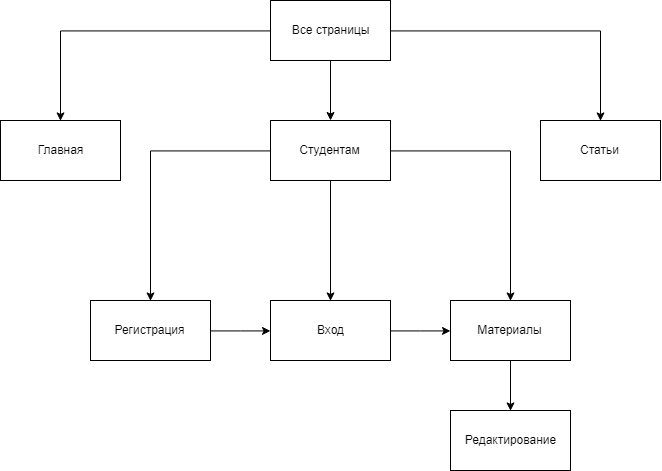 Все страницы
Главная
Студентам
Статьи
Регистрация
Вход
Материалы
Редактирование